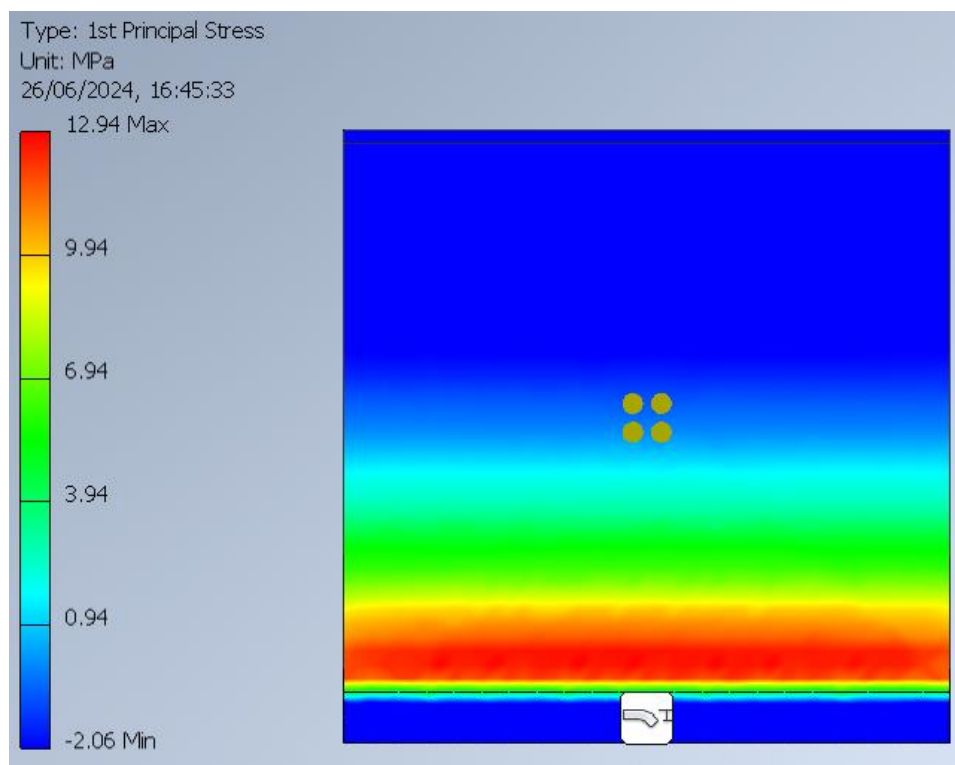 Type: 1st Principal Stress
Unit: MPa
26/06/2024, 16:45:33
12.94 Max
9.94
6.94
3.94
0.94
-2.06 Min